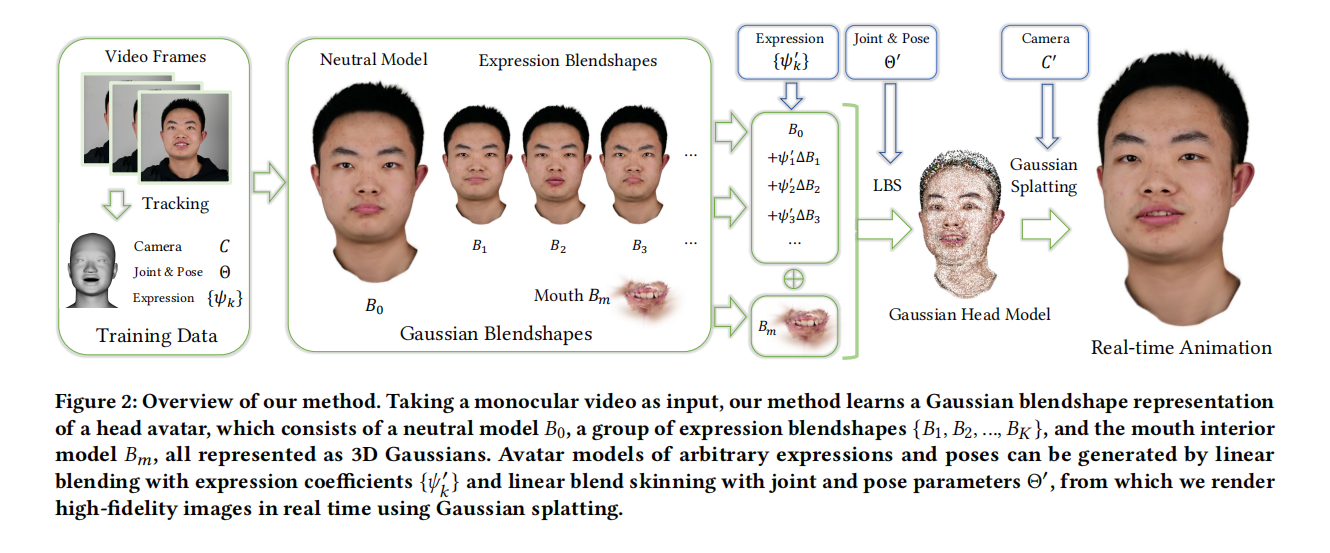 Video Frames
Tracking
Camera C
Joint & Pose Θ
Expression {ψₖ}
Training Data
Neutral Model
B₀
Expression Blendshapes
...
B₁ B₂ B₃ ...
Mouth Bₘ
Gaussian Blendshapes
Expression
{ψ′ₖ}
Joint & Pose
Θ′
Camera
C′
B₀
+ψ′₁ΔB₁
+ψ′₂ΔB₂
+ψ′₃ΔB₃
...
⊕
Bₘ
LBS
Gaussian
Splatting
Gaussian Head Model
Real-time Animation
Figure 2: Overview of our method. Taking a monocular video as input, our method learns a Gaussian blendshape representation
of a head avatar, which consists of a neutral model B₀, a group of expression blendshapes {B₁, B₂, ..., B_K}, and the mouth interior
model Bₘ, all represented as 3D Gaussians. Avatar models of arbitrary expressions and poses can be generated by linear
blending with expression coefficients {ψ′ₖ} and linear blend skinning with joint and pose parameters Θ′, from which we render
high-fidelity images in real time using Gaussian splatting.